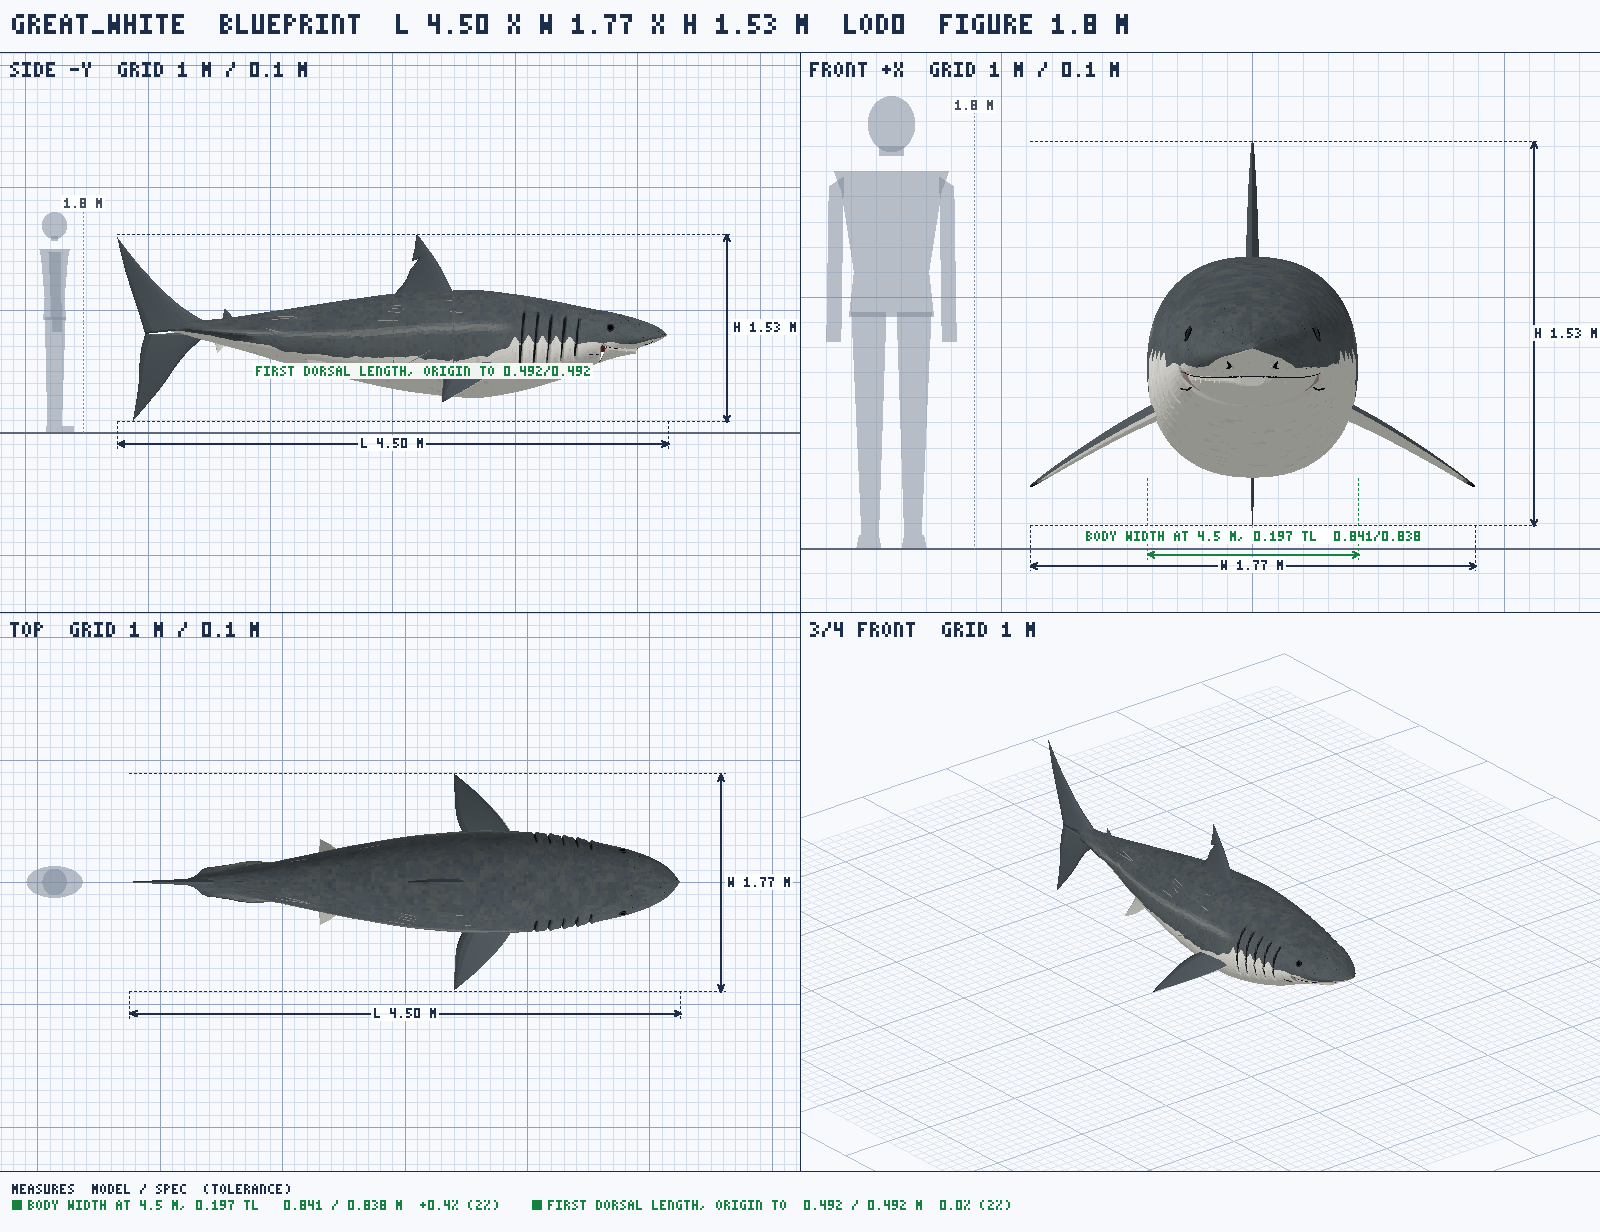 GREAT_WHITE BLUEPRINT L 4.50 X W 1.77 X H 1.53 M LOD0 FIGURE 1.8 M
SIDE -Y GRID 1 M / 0.1 M
1.8 M
H 1.53 M
FIRST DORSAL LENGTH, ORIGIN TO 0.492/0.492
L 4.50 M
FRONT +X GRID 1 M / 0.1 M
1.8 M
H 1.53 M
BODY WIDTH AT 4.5 M, 0.197 TL 0.841/0.838
W 1.77 M
TOP GRID 1 M / 0.1 M
W 1.77 M
L 4.50 M
3/4 FRONT GRID 1 M
MEASURES MODEL / SPEC (TOLERANCE)
BODY WIDTH AT 4.5 M, 0.197 TL 0.841 / 0.838 M +0.4% (2%) FIRST DORSAL LENGTH, ORIGIN TO 0.492 / 0.492 M 0.0% (2%)